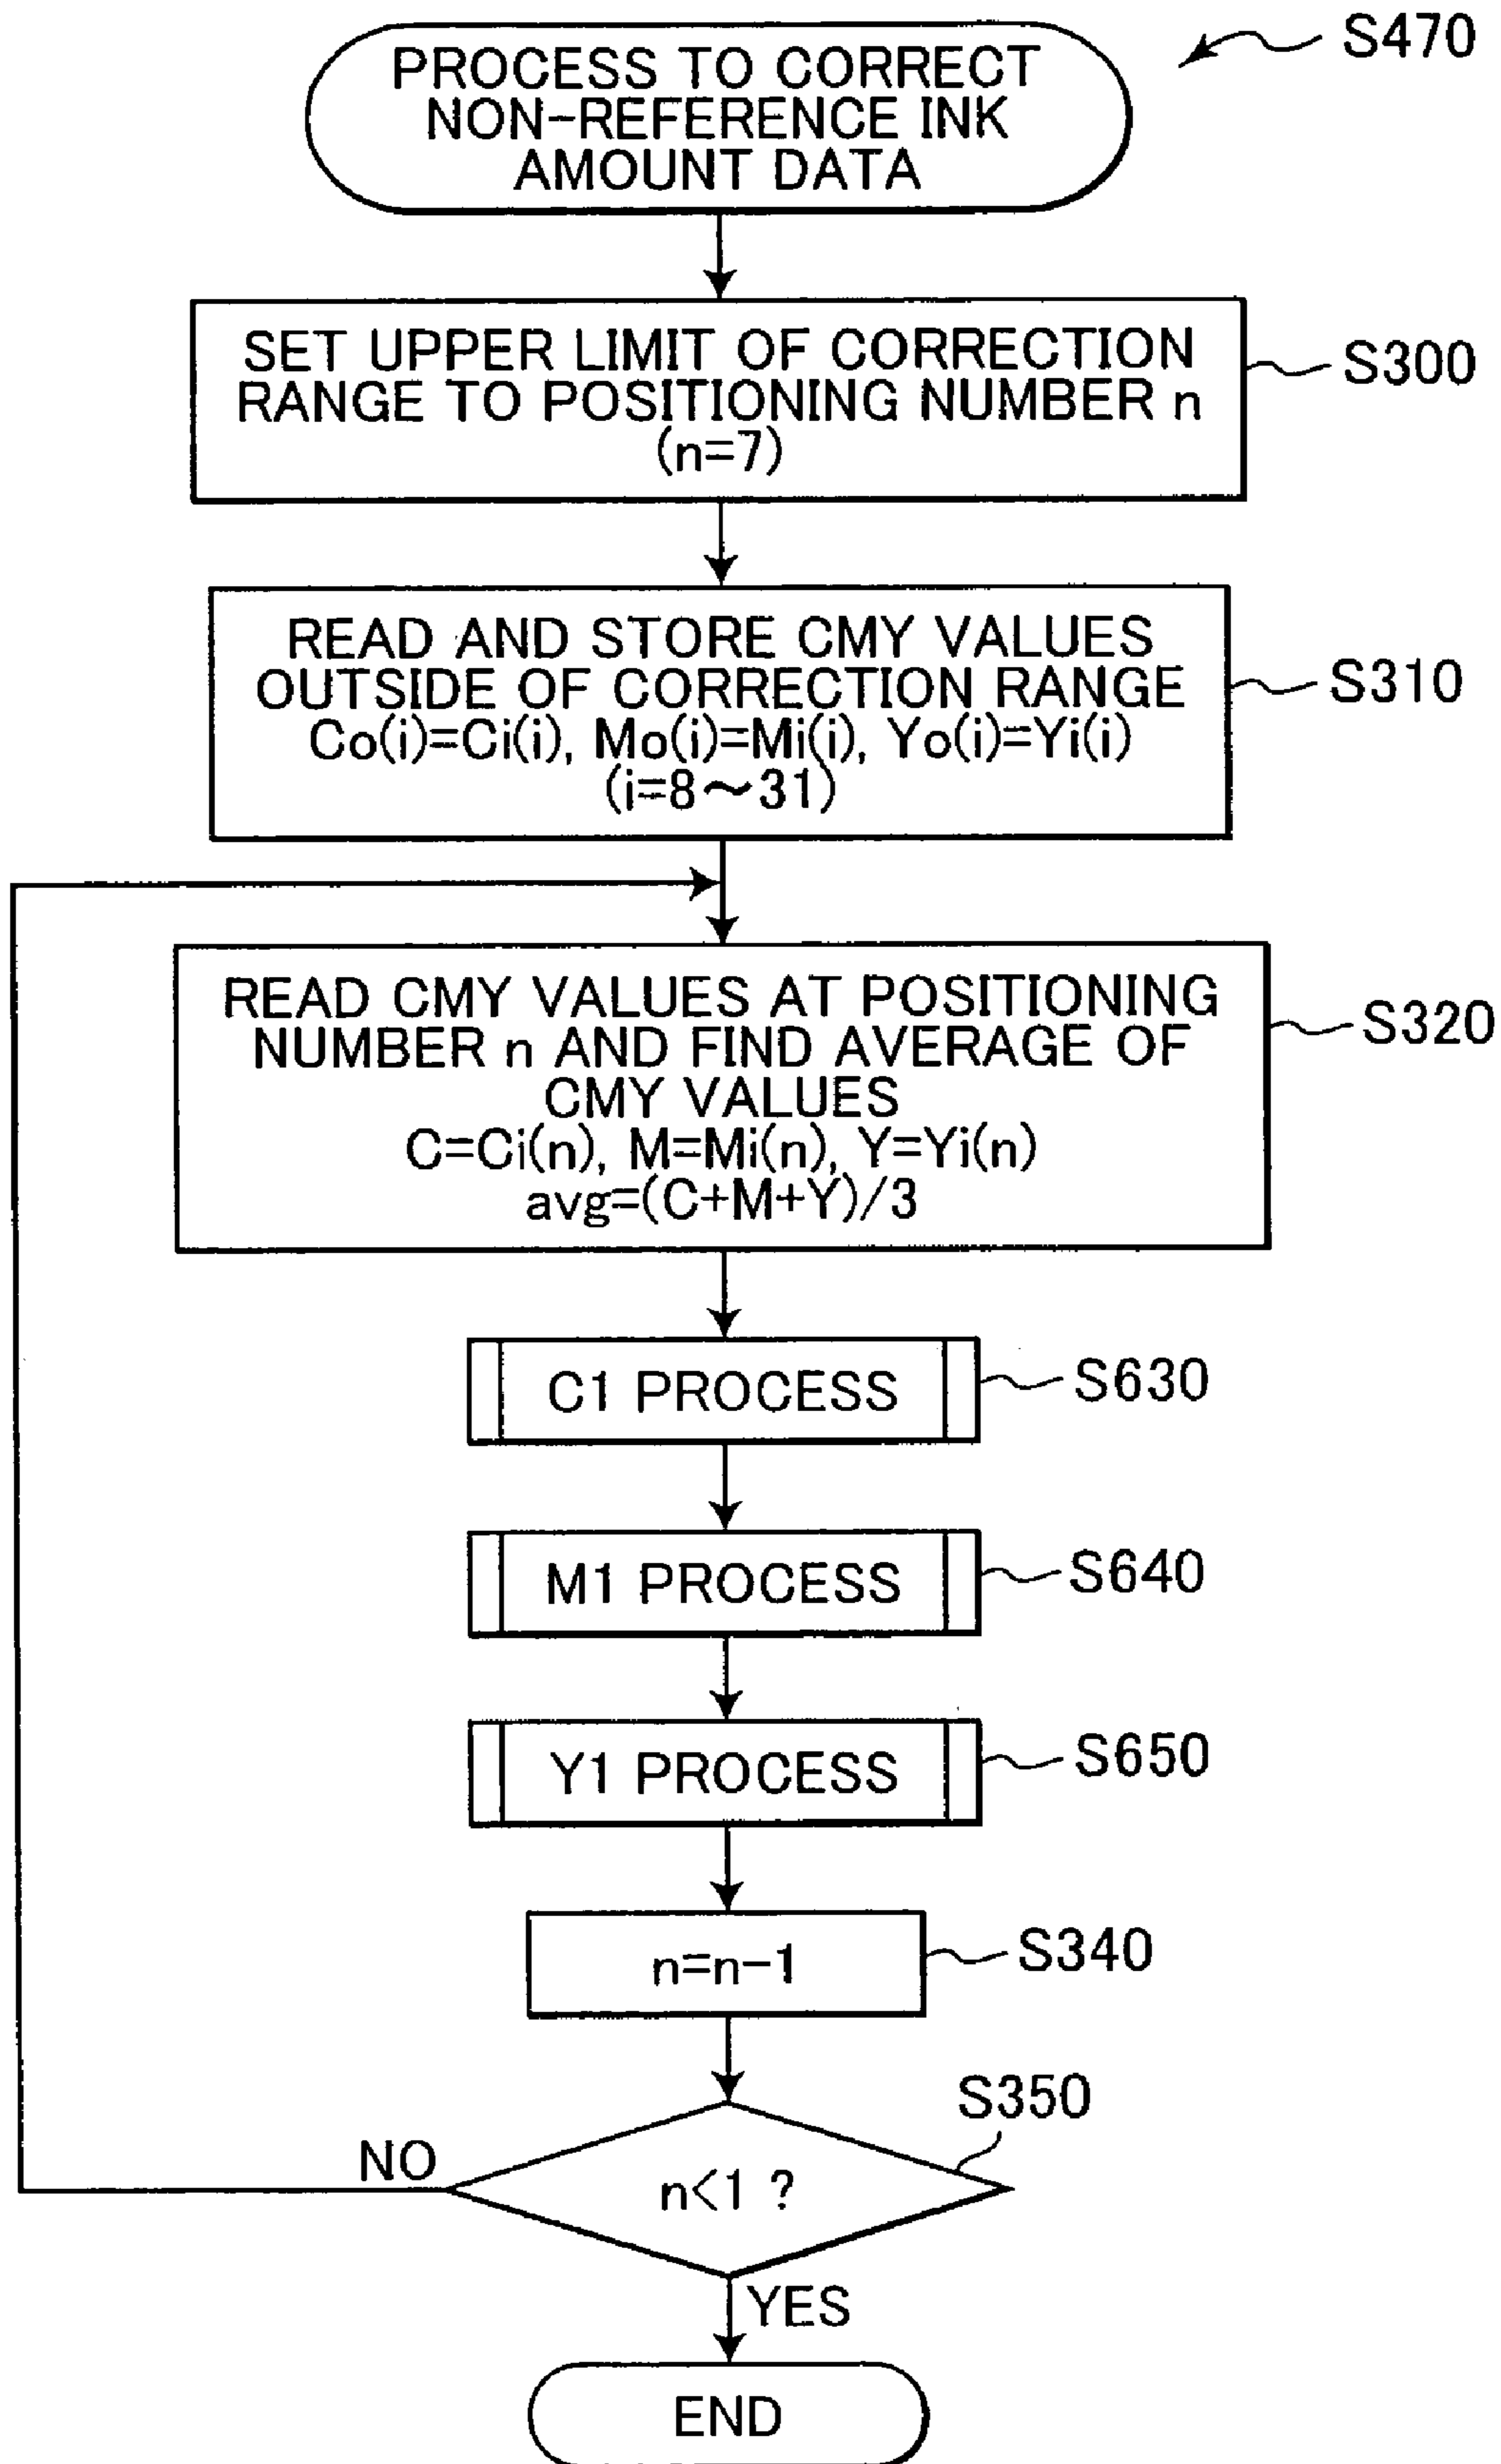 S470
PROCESS TO CORRECT
NON-REFERENCE INK
AMOUNT DATA
SET UPPER LIMIT OF CORRECTION
RANGE TO POSITIONING NUMBER n
(n=7)
S300
READ AND STORE CMY VALUES
OUTSIDE OF CORRECTION RANGE
Co(i)=Ci(i), Mo(i)=Mi(i), Yo(i)=Yi(i)
(i=8～31)
S310
READ CMY VALUES AT POSITIONING
NUMBER n AND FIND AVERAGE OF
CMY VALUES
C=Ci(n), M=Mi(n), Y=Yi(n)
avg=(C+M+Y)/3
S320
C1 PROCESS
S630
M1 PROCESS
S640
Y1 PROCESS
S650
n=n-1
S340
S350
NO
n<1 ?
YES
END